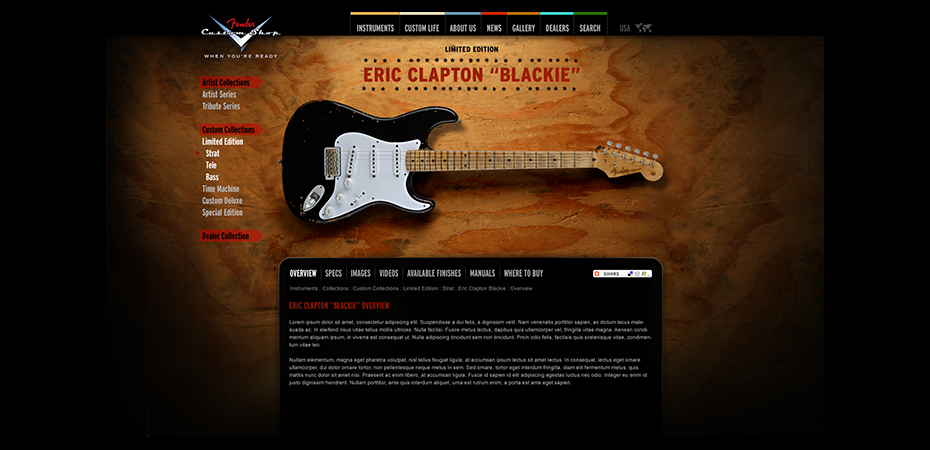 Fender
Custom Shop
WHEN YOU'RE READY
INSTRUMENTS
CUSTOM LIFE
ABOUT US
NEWS
GALLERY
DEALERS
SEARCH
USA
LIMITED EDITION
ERIC CLAPTON “BLACKIE”
Artist Collections
Artist Series
Tribute Series
Custom Collections
Limited Edition
Strat
Tele
Bass
Time Machine
Custom Deluxe
Special Edition
Dealer Collection
Fender
OVERVIEW
SPECS
IMAGES
VIDEOS
AVAILABLE FINISHES
MANUALS
WHERE TO BUY
SHARE
Instruments : Collections : Custom Collections : Limited Edition : Strat : Eric Clapton Blackie : Overview
ERIC CLAPTON “BLACKIE” OVERVIEW
Lorem ipsum dolor sit amet, consectetur adipiscing elit. Suspendisse a dui felis, a dignissim velit. Nam venenatis porttitor sapien, ac dictum lacus male-
suada ac. In eleifend risus vitae tellus mollis ultrices. Nulla facilisi. Fusce metus lectus, dapibus quis ullamcorper vel, fringilla vitae magna. Aenean condi-
mentum aliquam ipsum, in viverra est consequat ut. Nulla adipiscing tincidunt sem non tincidunt. Proin odio felis, facilisis quis scelerisque vitae, condimen-
tum vitae leo.
Nullam elementum, magna eget pharetra volutpat, nisl tellus feugiat ligula, at accumsan ipsum lectus sit amet lectus. In consequat, lectus eget ornare
ullamcorper, dui dolor ornare tortor, non pellentesque neque metus in sem. Sed ornare, tortor eget interdum fringilla, diam elit fermentum metus, quis
mattis nunc dolor sit amet nisi. Praesent ac enim libero, at accumsan ligula. Fusce id sapien id est adipiscing egestas luctus nec odio. Integer eu enim id
justo dignissim hendrerit. Nullam porttitor, ante quis interdum aliquet, urna est rutrum enim, a porta est ante eget sapien.